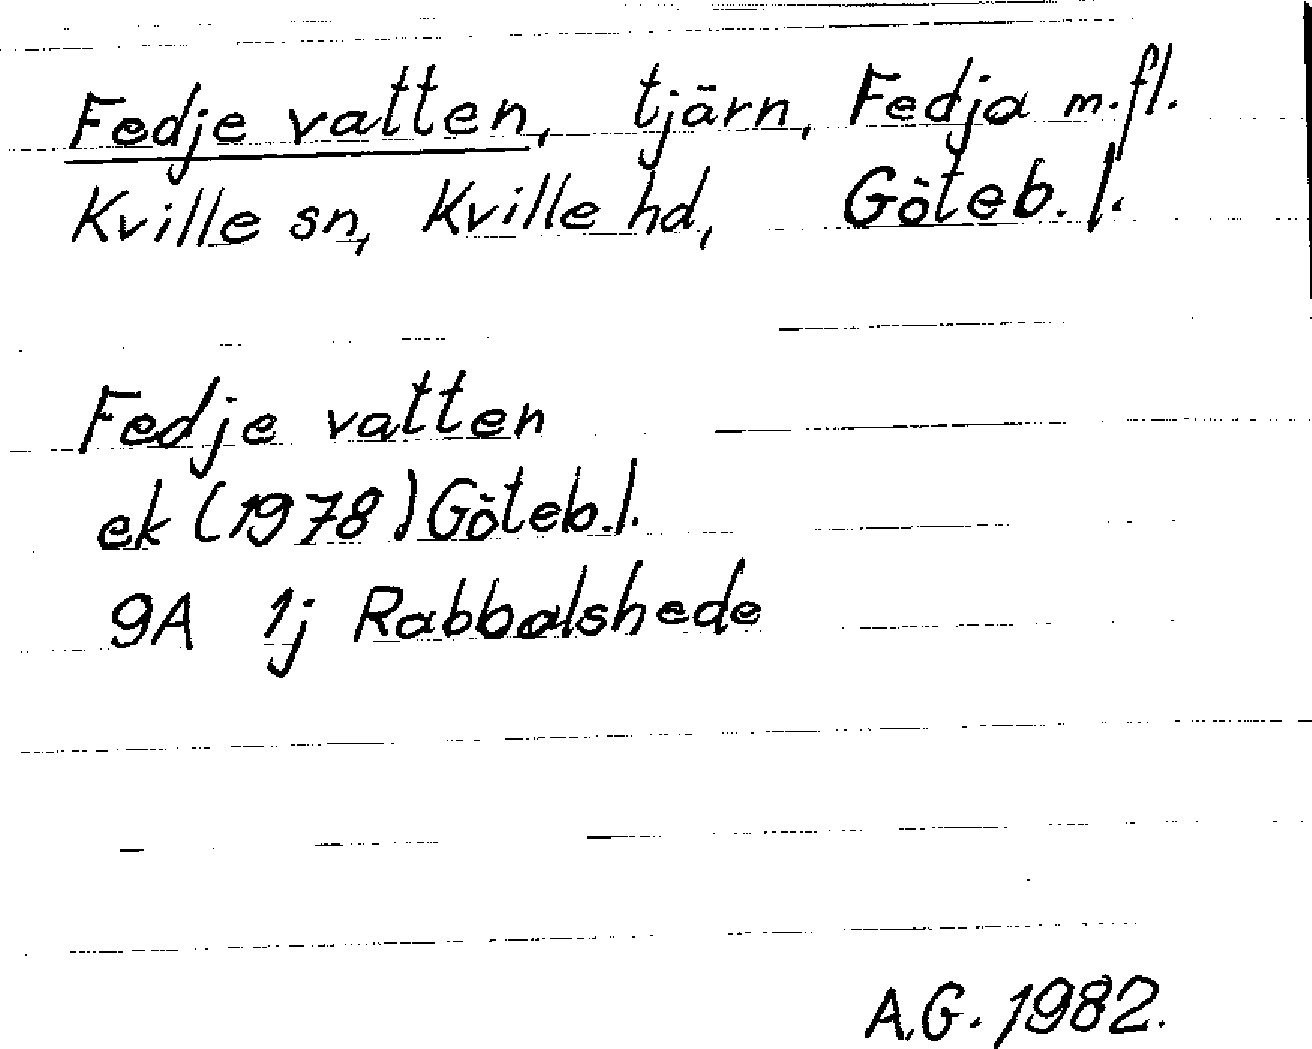 Fedje vatten, tjärn, Fedja m.fl.
Kville sn, Kville hd, Göteb. l.
Fedje vatten
ek (1978) Göteb. l.
9A 1j Rabbalshede
A.G. 1982.